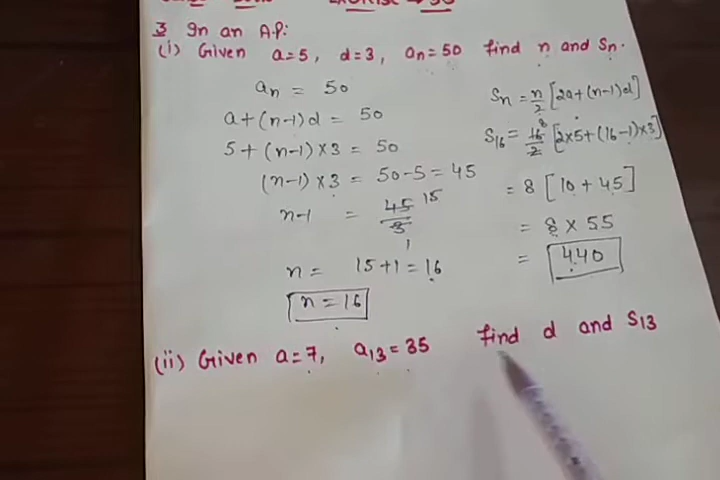 3 In an A.P:
(i) Given a=5, d=3, an=50 find n and Sn.
an = 50
a+(n-1)d = 50
5+(n-1)×3 = 50
(n-1)×3 = 50-5=45
n-1 = 45/3 15 1
n = 15+1=16
n=16
Sn = n/2 [2a+(n-1)d]
S16 = 16/2 8 [2×5+(16-1)×3]
= 8 [10+45]
= 8 × 55
= 440
(ii) Given a=7, a13=35 find d and S13